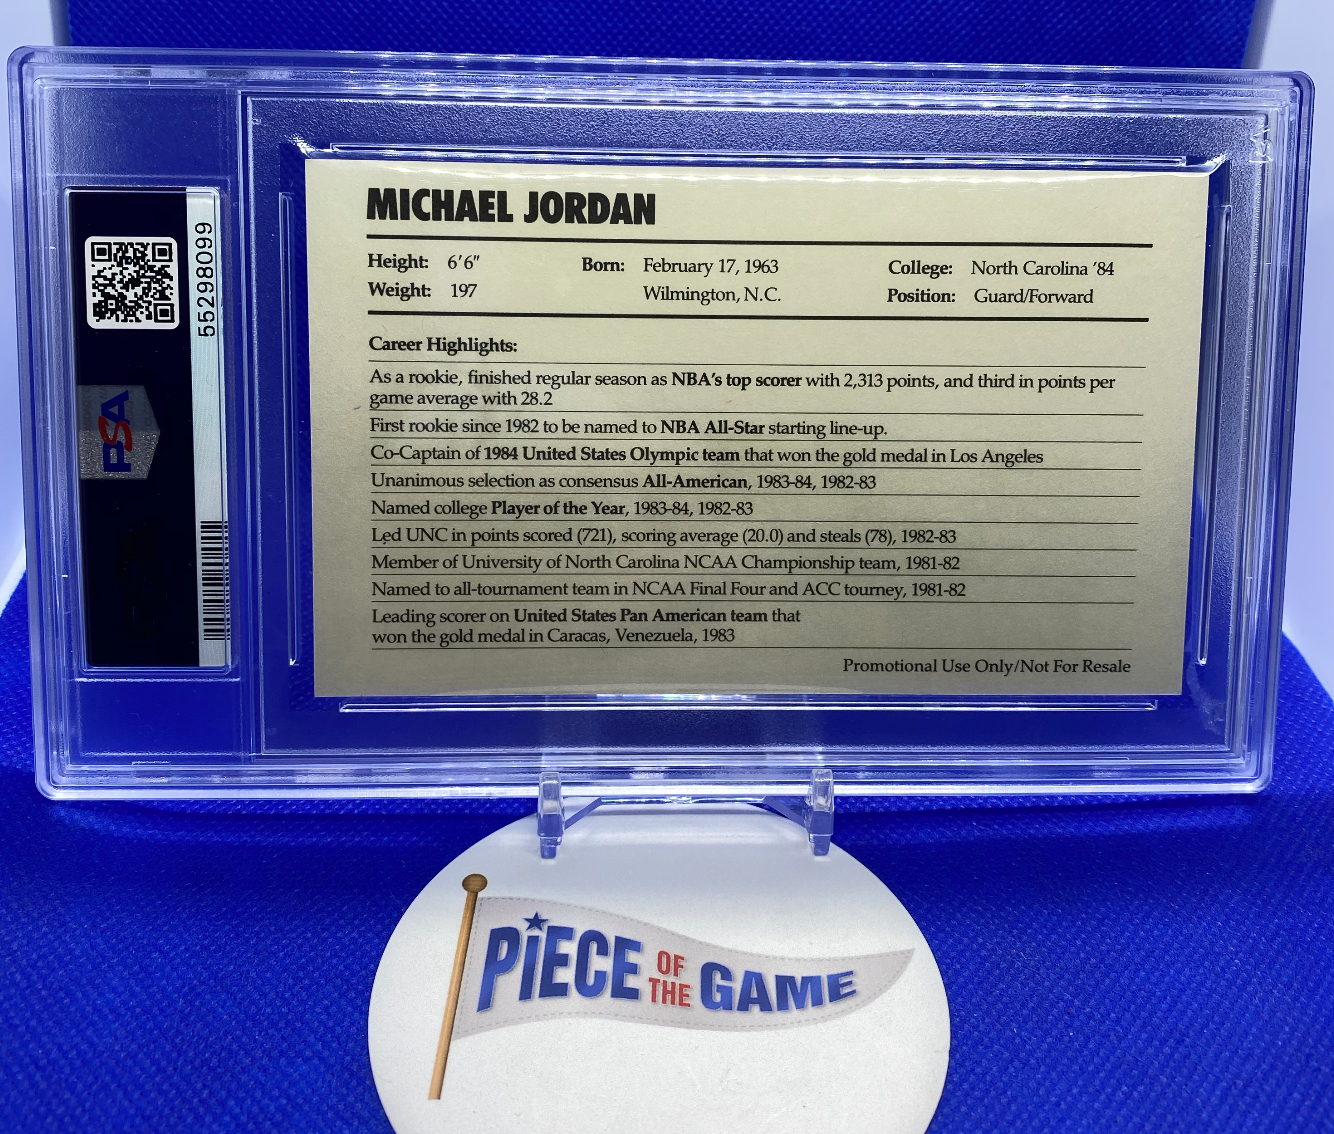 MICHAEL JORDAN
Height: 6'6" Born: February 17, 1963 College: North Carolina '84
Weight: 197 Wilmington, N.C. Position: Guard/Forward
Career Highlights:
As a rookie, finished regular season as NBA's top scorer with 2,313 points, and third in points per
game average with 28.2
First rookie since 1982 to be named to NBA All-Star starting line-up.
Co-Captain of 1984 United States Olympic team that won the gold medal in Los Angeles
Unanimous selection as consensus All-American, 1983-84, 1982-83
Named college Player of the Year, 1983-84, 1982-83
Led UNC in points scored (721), scoring average (20.0) and steals (78), 1982-83
Member of University of North Carolina NCAA Championship team, 1981-82
Named to all-tournament team in NCAA Final Four and ACC tourney, 1981-82
Leading scorer on United States Pan American team that
won the gold medal in Caracas, Venezuela, 1983
Promotional Use Only/Not For Resale
55298099
PSA
PIECE OF THE GAME